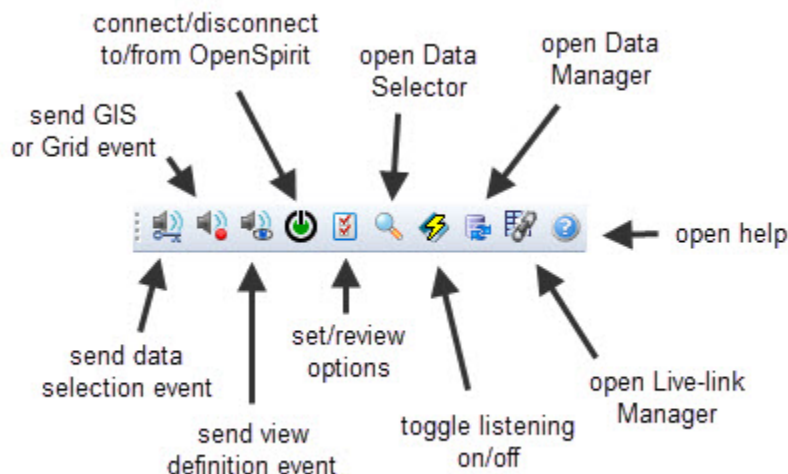 connect/disconnect
to/from OpenSpirit
open Data
Selector
open Data
Manager
send GIS
or Grid event
open help
send data
selection event
set/review
options
open Live-link
Manager
send view
definition event
toggle listening
on/off